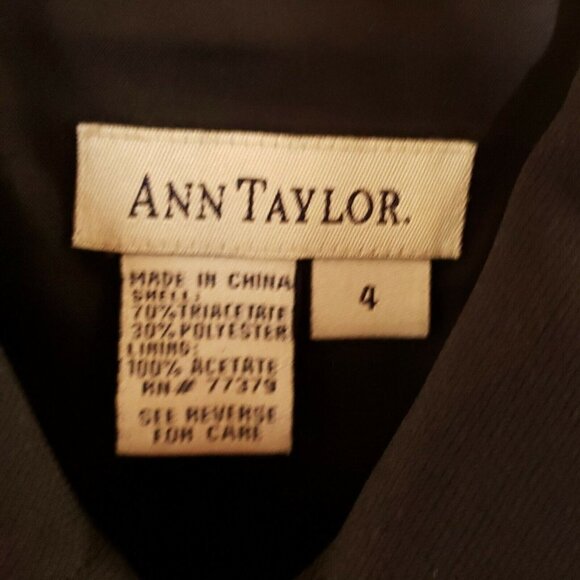 ANN TAYLOR.
MADE IN CHINA
SHELL:
70% TRIACETATE
30% POLYESTER
LINING:
100% ACETATE
RN# 77379
SEE REVERSE
FOR CARE
4